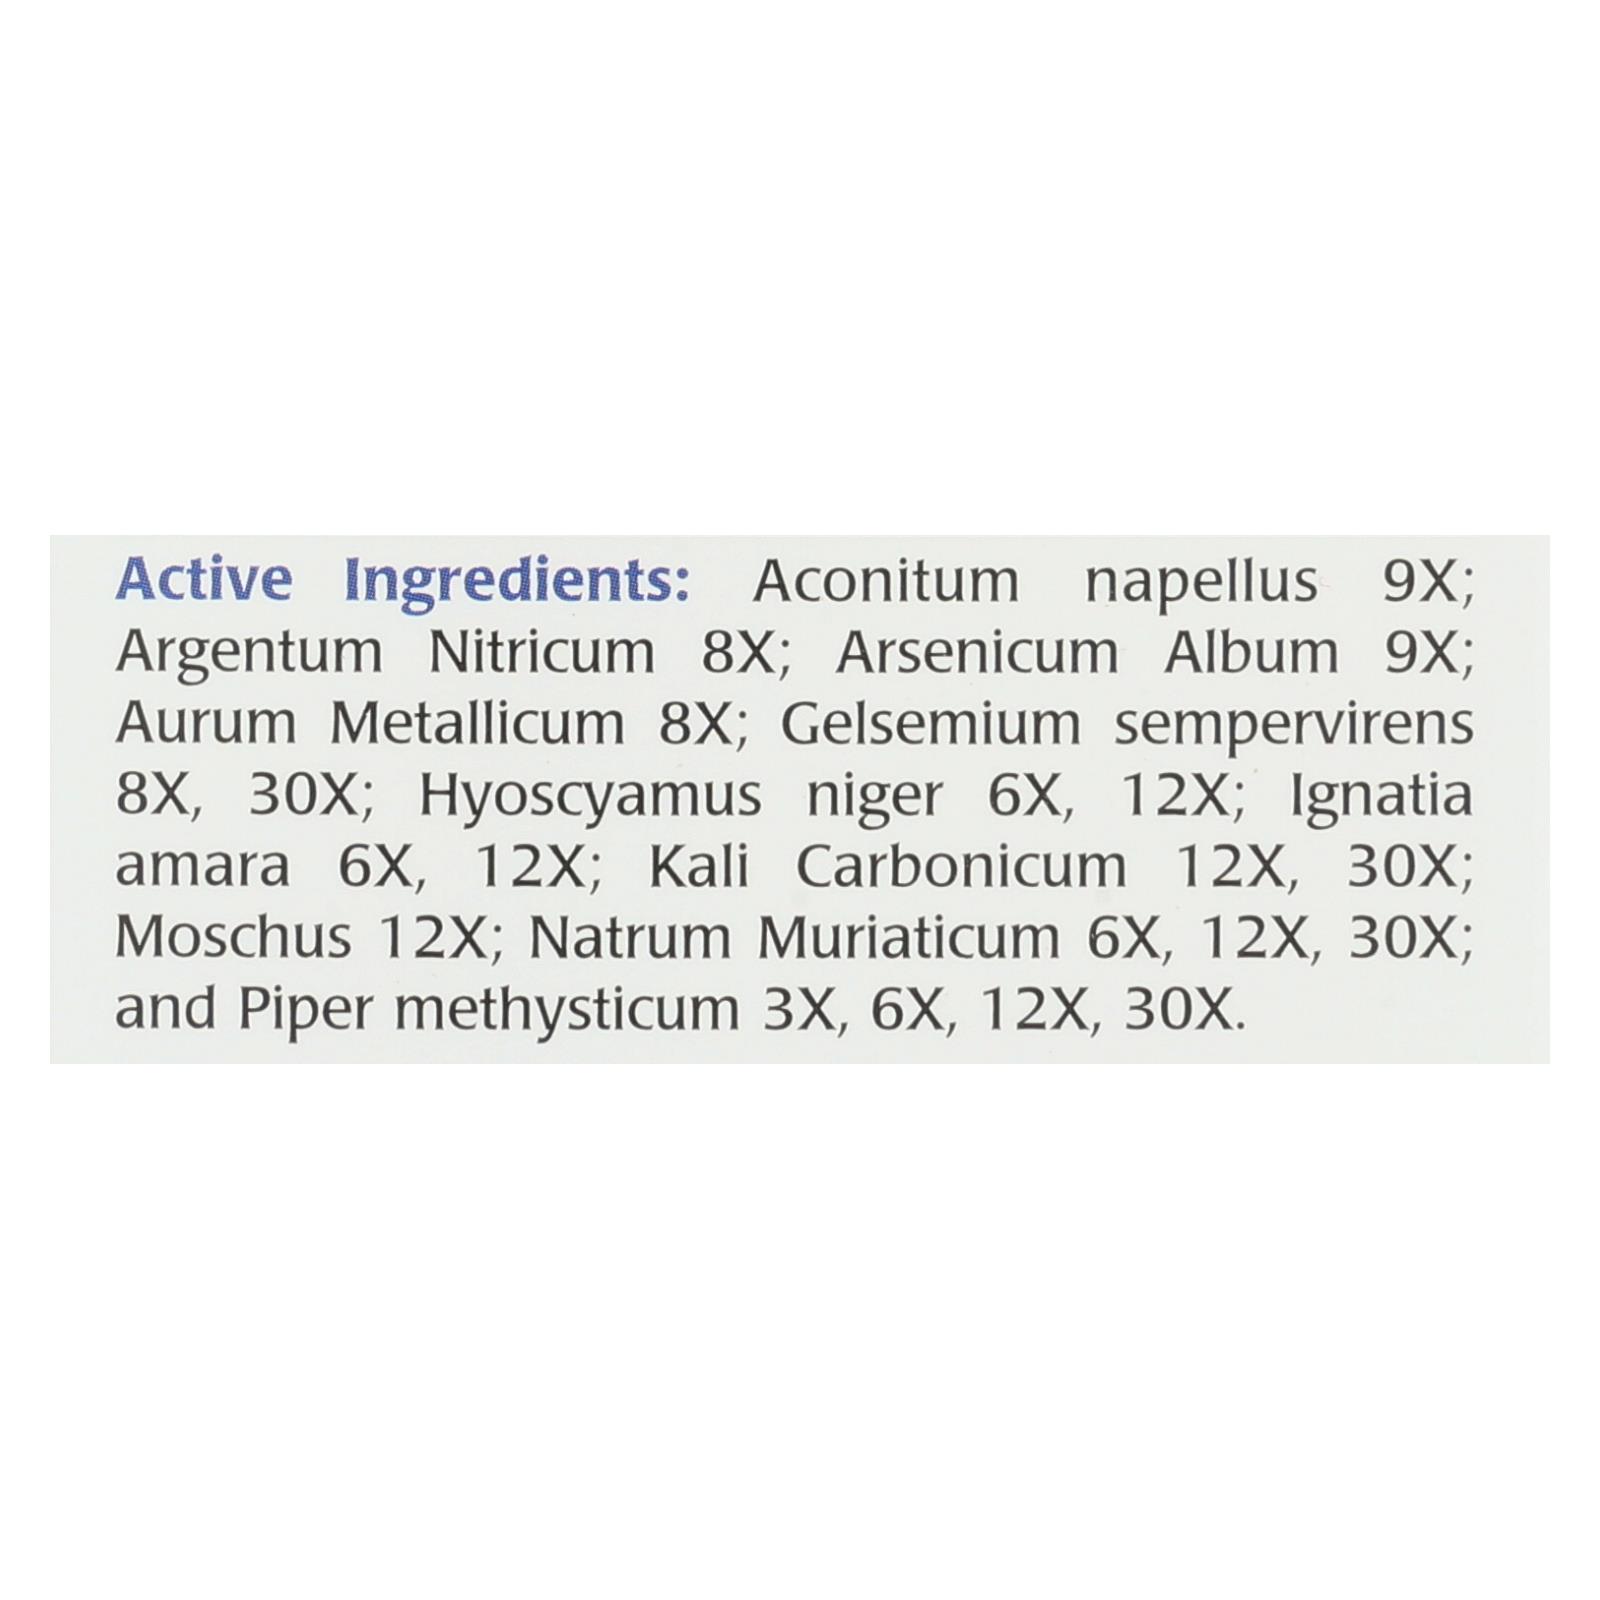 Active Ingredients: Aconitum napellus 9X;
Argentum Nitricum 8X; Arsenicum Album 9X;
Aurum Metallicum 8X; Gelsemium sempervirens
8X, 30X; Hyoscyamus niger 6X, 12X; Ignatia
amara 6X, 12X; Kali Carbonicum 12X, 30X;
Moschus 12X; Natrum Muriaticum 6X, 12X, 30X;
and Piper methysticum 3X, 6X, 12X, 30X.